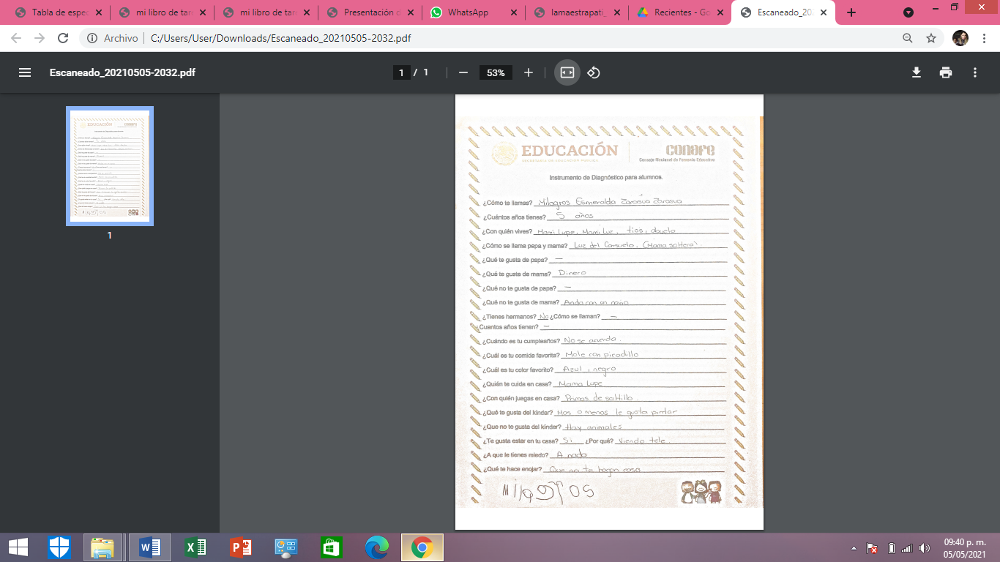 Tabla de espec
mi libro de tar
mi libro de tar
Presentación d
WhatsApp
lamaestrapati_
Recientes - Go
Escaneado_20
Archivo C:/Users/User/Downloads/Escaneado_20210505-2032.pdf
Escaneado_20210505-2032.pdf 1 / 1 53%
1
EDUCACIÓN CONAFE
SECRETARÍA DE EDUCACIÓN PÚBLICA Consejo Nacional de Fomento Educativo
Instrumento de Diagnóstico para alumnos.
¿Cómo te llamas? Milagros Esmeralda Zarasua Zarasua
¿Cuántos años tienes? 5 años
¿Con quién vives? Mami Lupe, Mami Luz, tios, abuelo
¿Cómo se llama papa y mama? Luz del Consuelo. (Mama soltera).
¿Qué te gusta de papa? —
¿Qué te gusta de mama? Dinero
¿Qué no te gusta de papa? —
¿Qué no te gusta de mama? Anda con un novio
¿Tienes hermanos? No ¿Cómo se llaman? —
¿Cuantos años tienen? —
¿Cuándo es tu cumpleaños? No se acuerda.
¿Cuál es tu comida favorita? Mole con picadillo
¿Cuál es tu color favorito? Azul, negro
¿Quién te cuida en casa? Mama Lupe
¿Con quién juegas en casa? Primos de saltillo
¿Qué te gusta del kínder? Mas o menos le gusta pintar
¿Que no te gusta del kínder? Hay animales
¿Te gusta estar en tu casa? Si ¿Por qué? Viendo tele
¿A que le tienes miedo? A nada
¿Qué te hace enojar? Que no te hagan caso.
Milagros
09:40 p. m.
05/05/2021